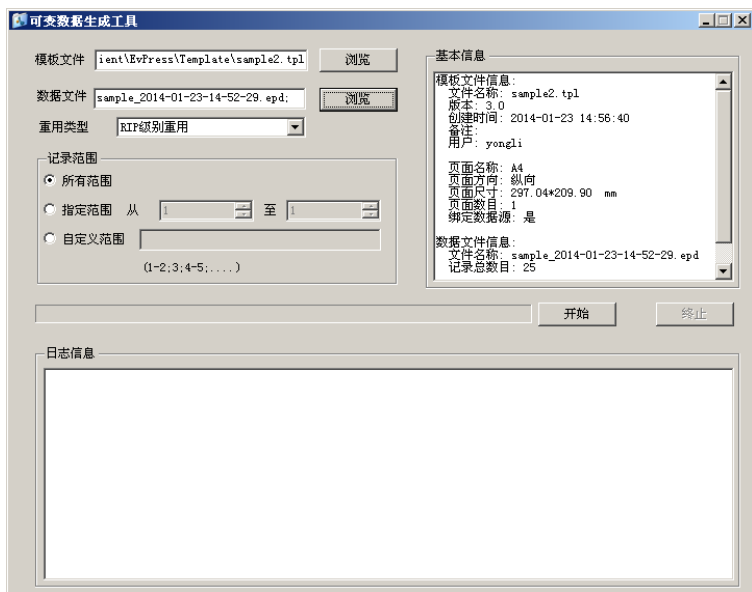 可变数据生成工具
模板文件 ient\EvPress\Template\sample2.tpl 浏览
数据文件 sample_2014-01-23-14-52-29.epd; 浏览
重用类型 RIP级别重用
记录范围
所有范围
指定范围 从 1 至 1
自定义范围
(1-2;3;4-5;....)
基本信息
模板文件信息:
文件名称: sample2.tpl
版本: 3.0
创建时间: 2014-01-23 14:56:40
备注:
用户: yongli
页面名称: A4
页面方向: 纵向
页面尺寸: 297.04*209.90 mm
页面数目: 1
绑定数据源: 是
数据文件信息:
文件名称: sample_2014-01-23-14-52-29.epd
记录总数目: 25
开始 终止
日志信息